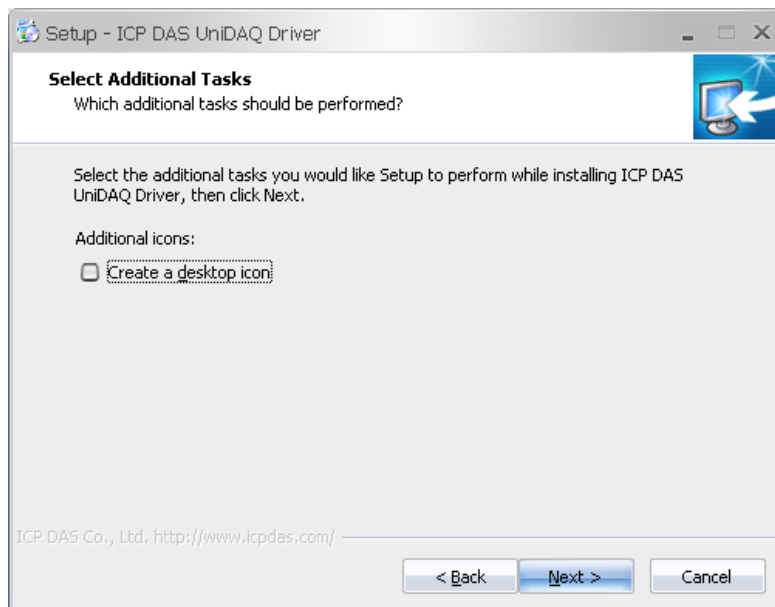 Setup - ICP DAS UniDAQ Driver
Select Additional Tasks
Which additional tasks should be performed?
Select the additional tasks you would like Setup to perform while installing ICP DAS
UniDAQ Driver, then click Next.
Additional icons:
Create a desktop icon
ICP DAS Co., Ltd. http://www.icpdas.com/
< Back Next > Cancel